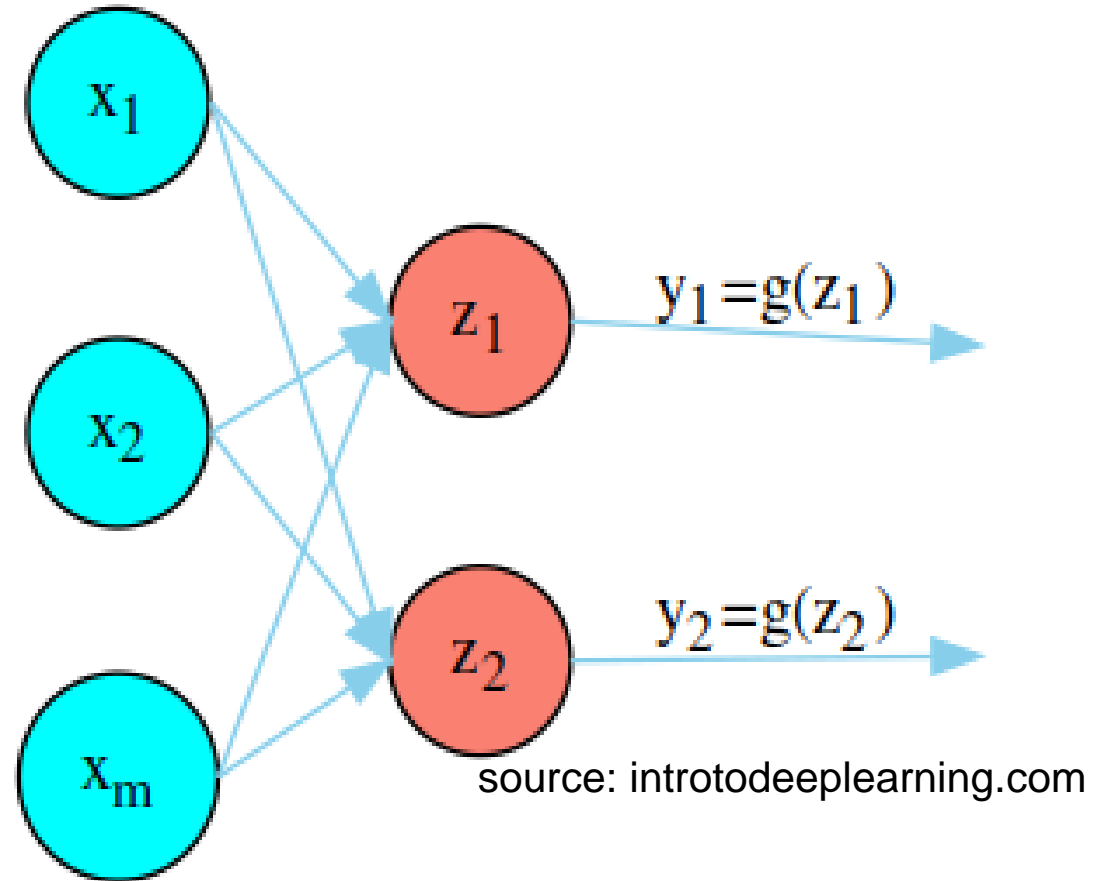 x₁
z₁
y₁=g(z₁)
x₂
z₂
y₂=g(z₂)
xₘ
source: introtodeeplearning.com